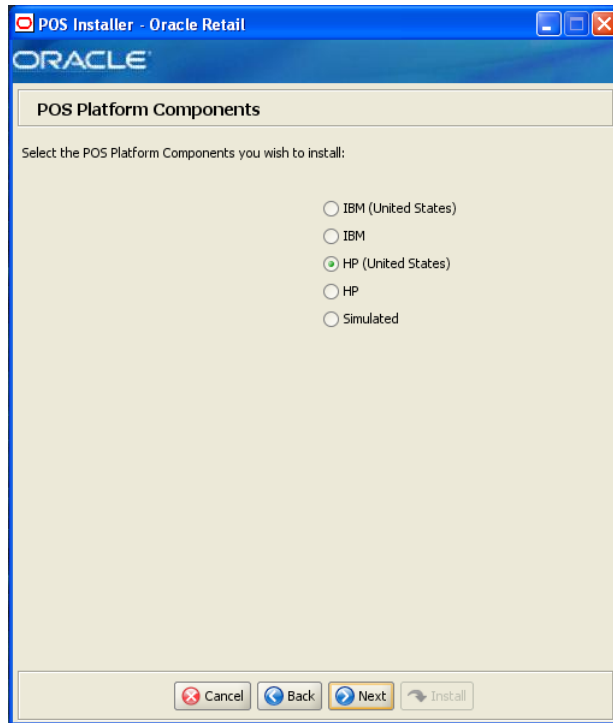 POS Installer - Oracle Retail
ORACLE
POS Platform Components
Select the POS Platform Components you wish to install:
IBM (United States)
IBM
HP (United States)
HP
Simulated
Cancel Back Next Install